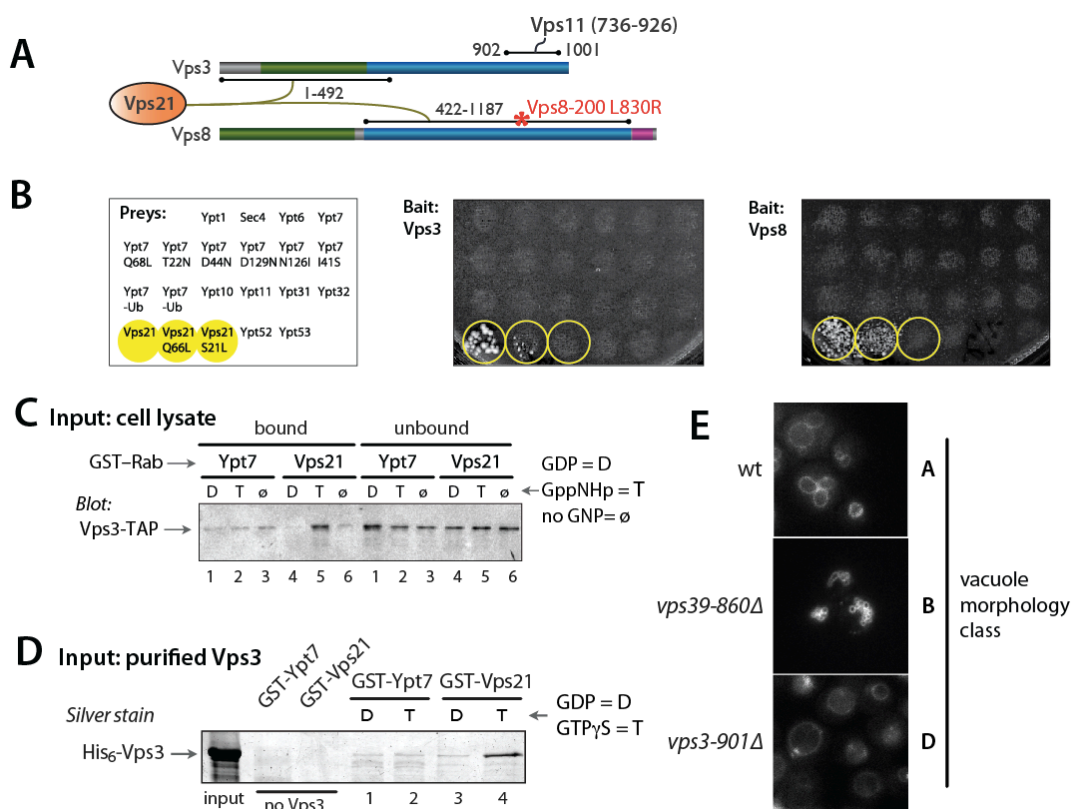 A
Vps11 (736-926)
902
1001
Vps3
1-492
Vps21
422-1187
*Vps8-200 L830R
Vps8
B
Preys:
Ypt1 Sec4 Ypt6 Ypt7
Ypt7 Ypt7 Ypt7 Ypt7 Ypt7 Ypt7
Q68L T22N D44N D129N N126I I41S
Ypt7 Ypt7 Ypt10 Ypt11 Ypt31 Ypt32
-Ub -Ub
Vps21 Vps21 Vps21 Ypt52 Ypt53
Q66L S21L
Bait:
Vps3
Bait:
Vps8
C Input: cell lysate
bound unbound
GST–Rab
Ypt7 Vps21 Ypt7 Vps21
D T ø D T ø D T ø D T ø
Blot:
Vps3-TAP
1 2 3 4 5 6 1 2 3 4 5 6
GDP = D
GppNHp = T
no GNP= ø
D Input: purified Vps3
GST-Ypt7
GST-Vps21
GST-Ypt7 GST-Vps21
Silver stain
D T D T
GDP = D
GTPγS = T
His6-Vps3
input no Vps3 1 2 3 4
E
wt
A
vps39-860Δ
B
vps3-901Δ
D
vacuole
morphology
class